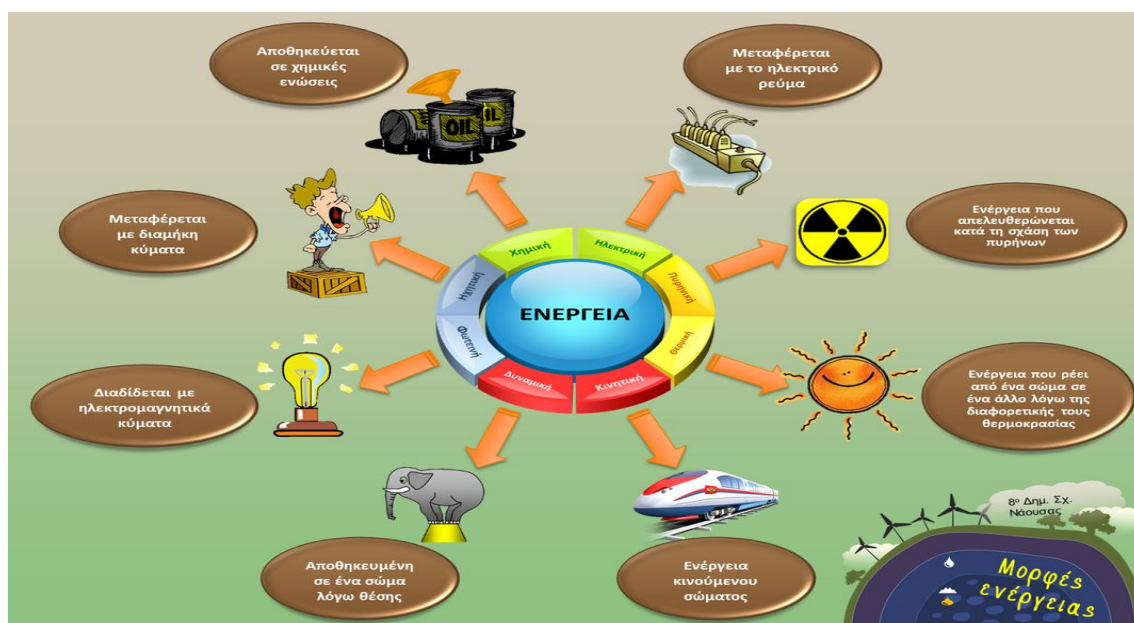 Αποθηκεύεται
σε χημικές
ενώσεις
Μεταφέρεται
με το ηλεκτρικό
ρεύμα
OIL
Μεταφέρεται
με διαμήκη
κύματα
Ενέργεια που
απελευθερώνεται
κατά τη σχάση των
πυρήνων
Χημική
Ηλεκτρική
Ηχητική
Πυρηνική
ΕΝΕΡΓΕΙΑ
Φωτεινή
Θερμική
Δυναμική
Κινητική
Διαδίδεται με
ηλεκτρομαγνητικά
κύματα
Ενέργεια που ρέει
από ένα σώμα σε
ένα άλλο λόγω της
διαφορετικής τους
θερμοκρασίας
Αποθηκευμένη
σε ένα σώμα
λόγω θέσης
Ενέργεια
κινούμενου
σώματος
8ο Δημ. Σχ.
Νάουσας
Μορφές
ενέργειας